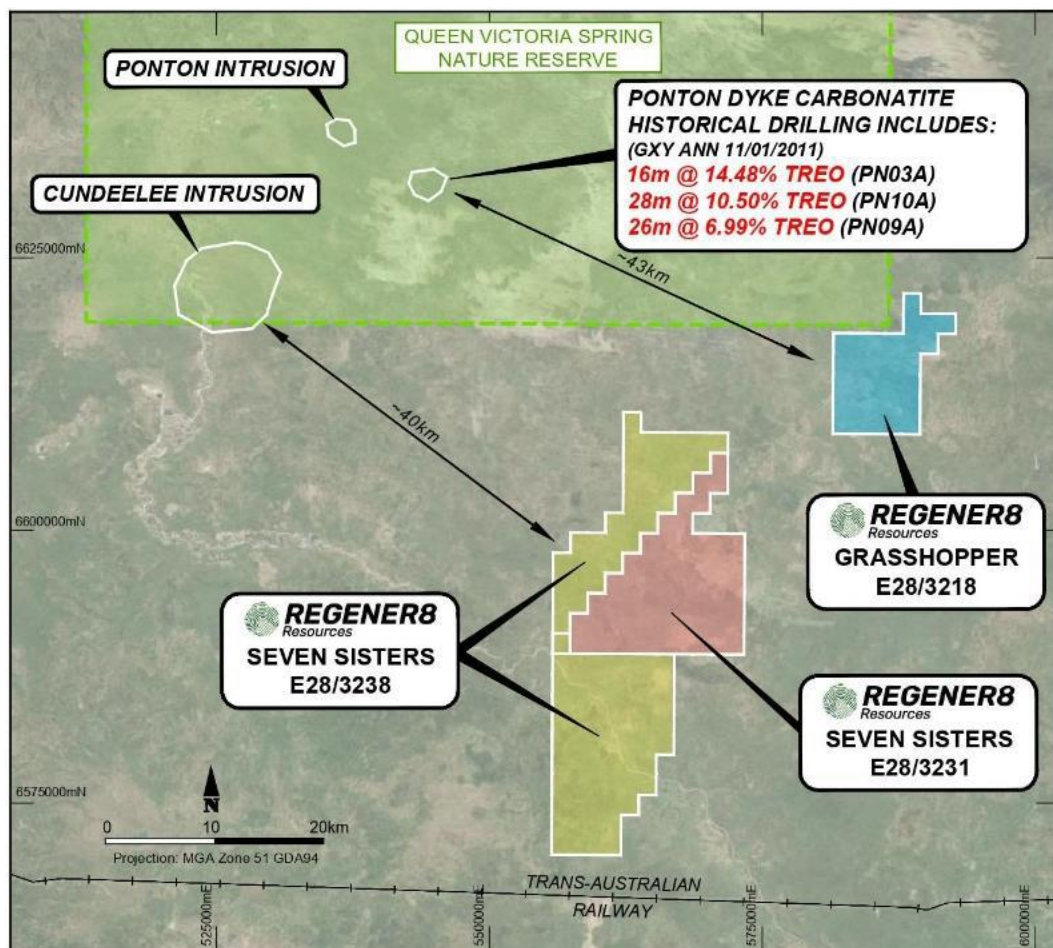 QUEEN VICTORIA SPRING
NATURE RESERVE
PONTON INTRUSION
PONTON DYKE CARBONATITE
HISTORICAL DRILLING INCLUDES:
(GXY ANN 11/01/2011)
16m @ 14.48% TREO (PN03A)
28m @ 10.50% TREO (PN10A)
26m @ 6.99% TREO (PN09A)
CUNDEELEE INTRUSION
6625000mN
~43km
~40km
6600000mN
REGENER8
Resources
GRASSHOPPER
E28/3218
REGENER8
Resources
SEVEN SISTERS
E28/3238
REGENER8
Resources
SEVEN SISTERS
E28/3231
6575000mN
N
0 10 20km
Projection: MGA Zone 51 GDA94
TRANS-AUSTRALIAN
RAILWAY
525000mE
550000mE
575000mE
600000mE